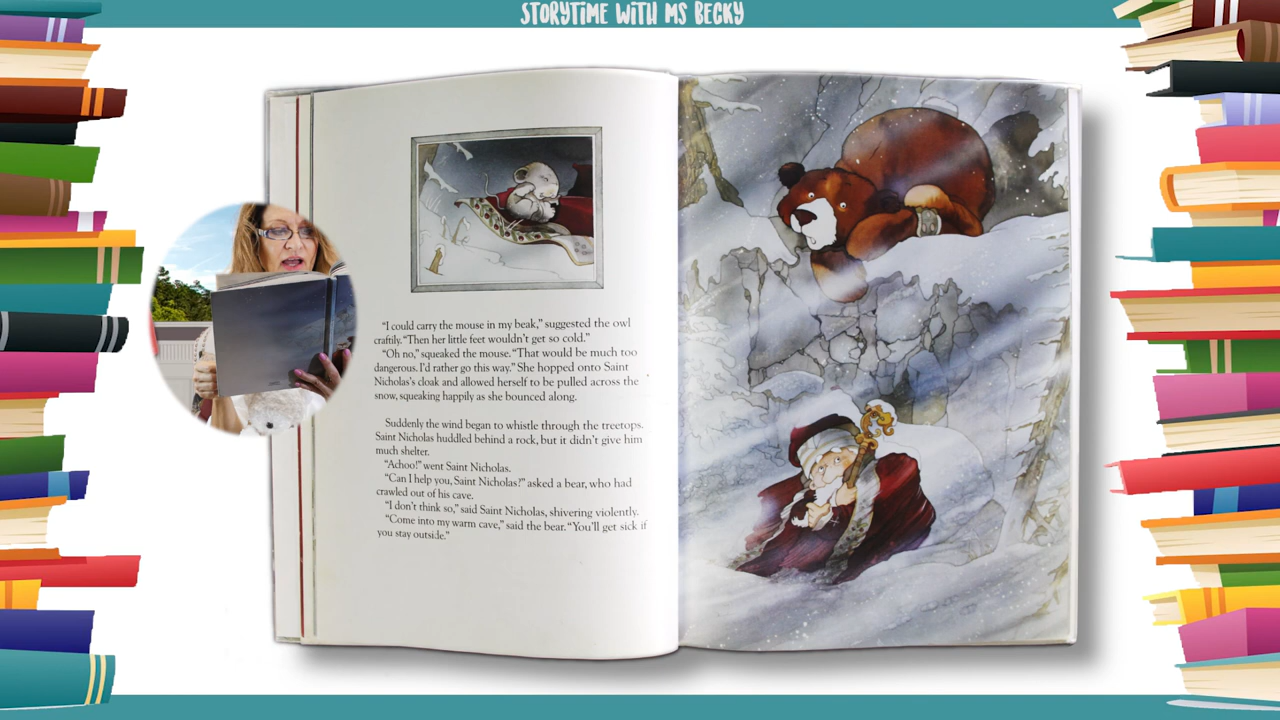 STORYTIME WITH MS BECKY
"I could carry the mouse in my beak," suggested the owl
craftily. "Then her little feet wouldn't get so cold."
"Oh no," squeaked the mouse. "That would be much too
dangerous. I'd rather go this way." She hopped onto Saint
Nicholas's cloak and allowed herself to be pulled across the
snow, squeaking happily as she bounced along.
Suddenly the wind began to whistle through the treetops.
Saint Nicholas huddled behind a rock, but it didn't give him
much shelter.
"Achoo!" went Saint Nicholas.
"Can I help you, Saint Nicholas?" asked a bear, who had
crawled out of his cave.
"I don't think so," said Saint Nicholas, shivering violently.
"Come into my warm cave," said the bear. "You'll get sick if
you stay outside."